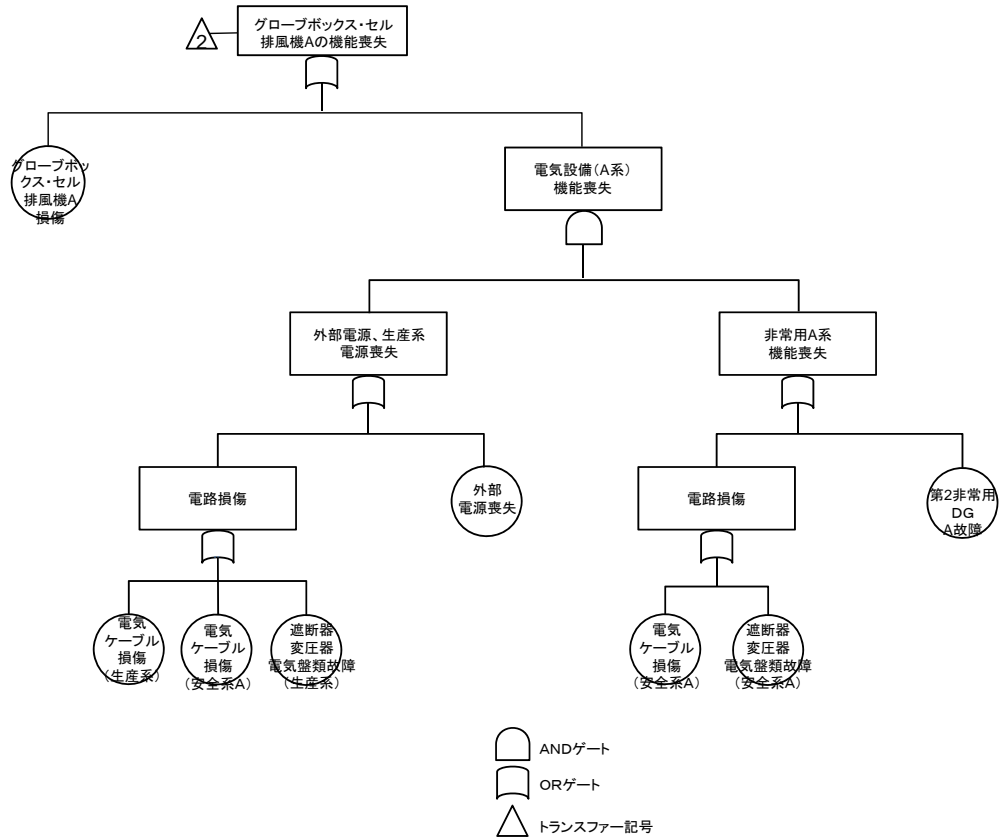 グローブボックス・セル
排風機Aの機能喪失
2
グローブボッ
クス・セル
排風機A
損傷
電気設備(A系)
機能喪失
外部電源、生産系
電源喪失
非常用A系
機能喪失
電路損傷
外部
電源喪失
電路損傷
第2非常用
DG
A故障
電気
ケーブル
損傷
(生産系)
電気
ケーブル
損傷
(安全系A)
遮断器
変圧器
電気盤類故障
(生産系)
電気
ケーブル
損傷
(安全系A)
遮断器
変圧器
電気盤類故障
(安全系A)
ANDゲート
ORゲート
トランスファー記号